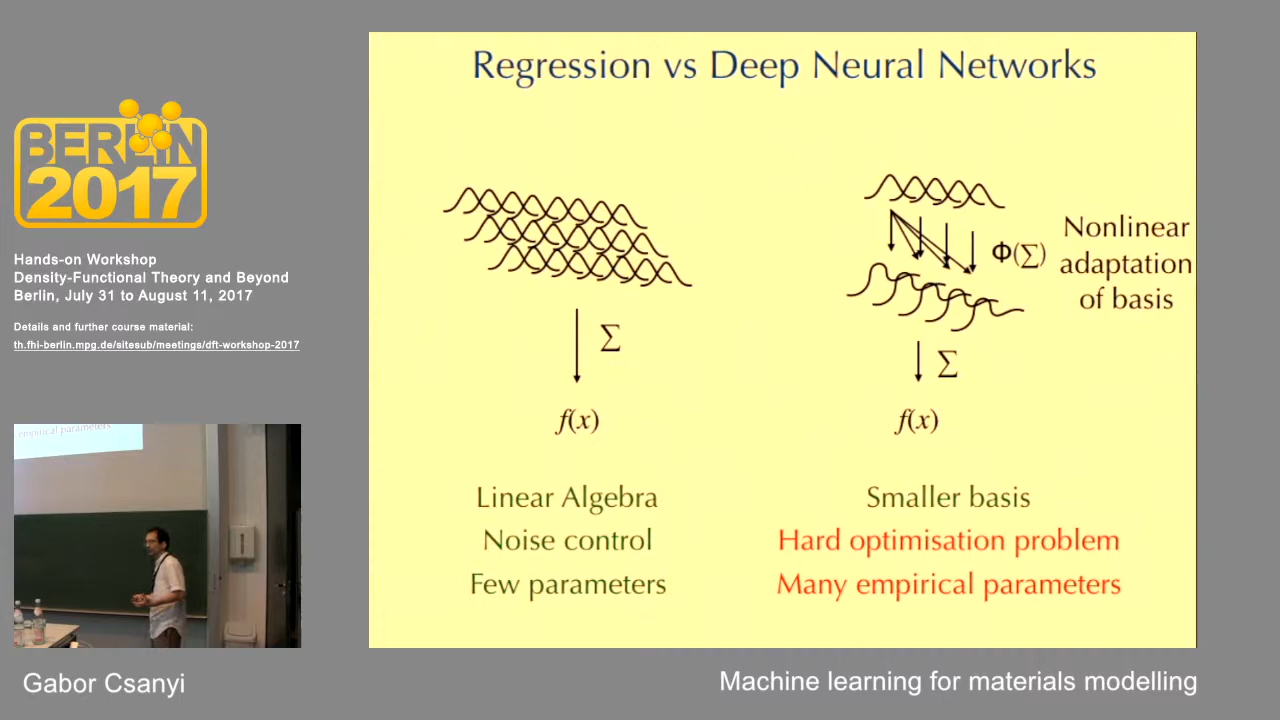 Regression vs Deep Neural Networks
BERLIN
2017
Hands-on Workshop
Density-Functional Theory and Beyond
Berlin, July 31 to August 11, 2017
Details and further course material:
th.fhi-berlin.mpg.de/sitesub/meetings/dft-workshop-2017
Φ(∑)
Nonlinear
adaptation
of basis
∑
∑
f(x)
f(x)
Linear Algebra
Noise control
Few parameters
Smaller basis
Hard optimisation problem
Many empirical parameters
empirical parameters
Gabor Csanyi
Machine learning for materials modelling